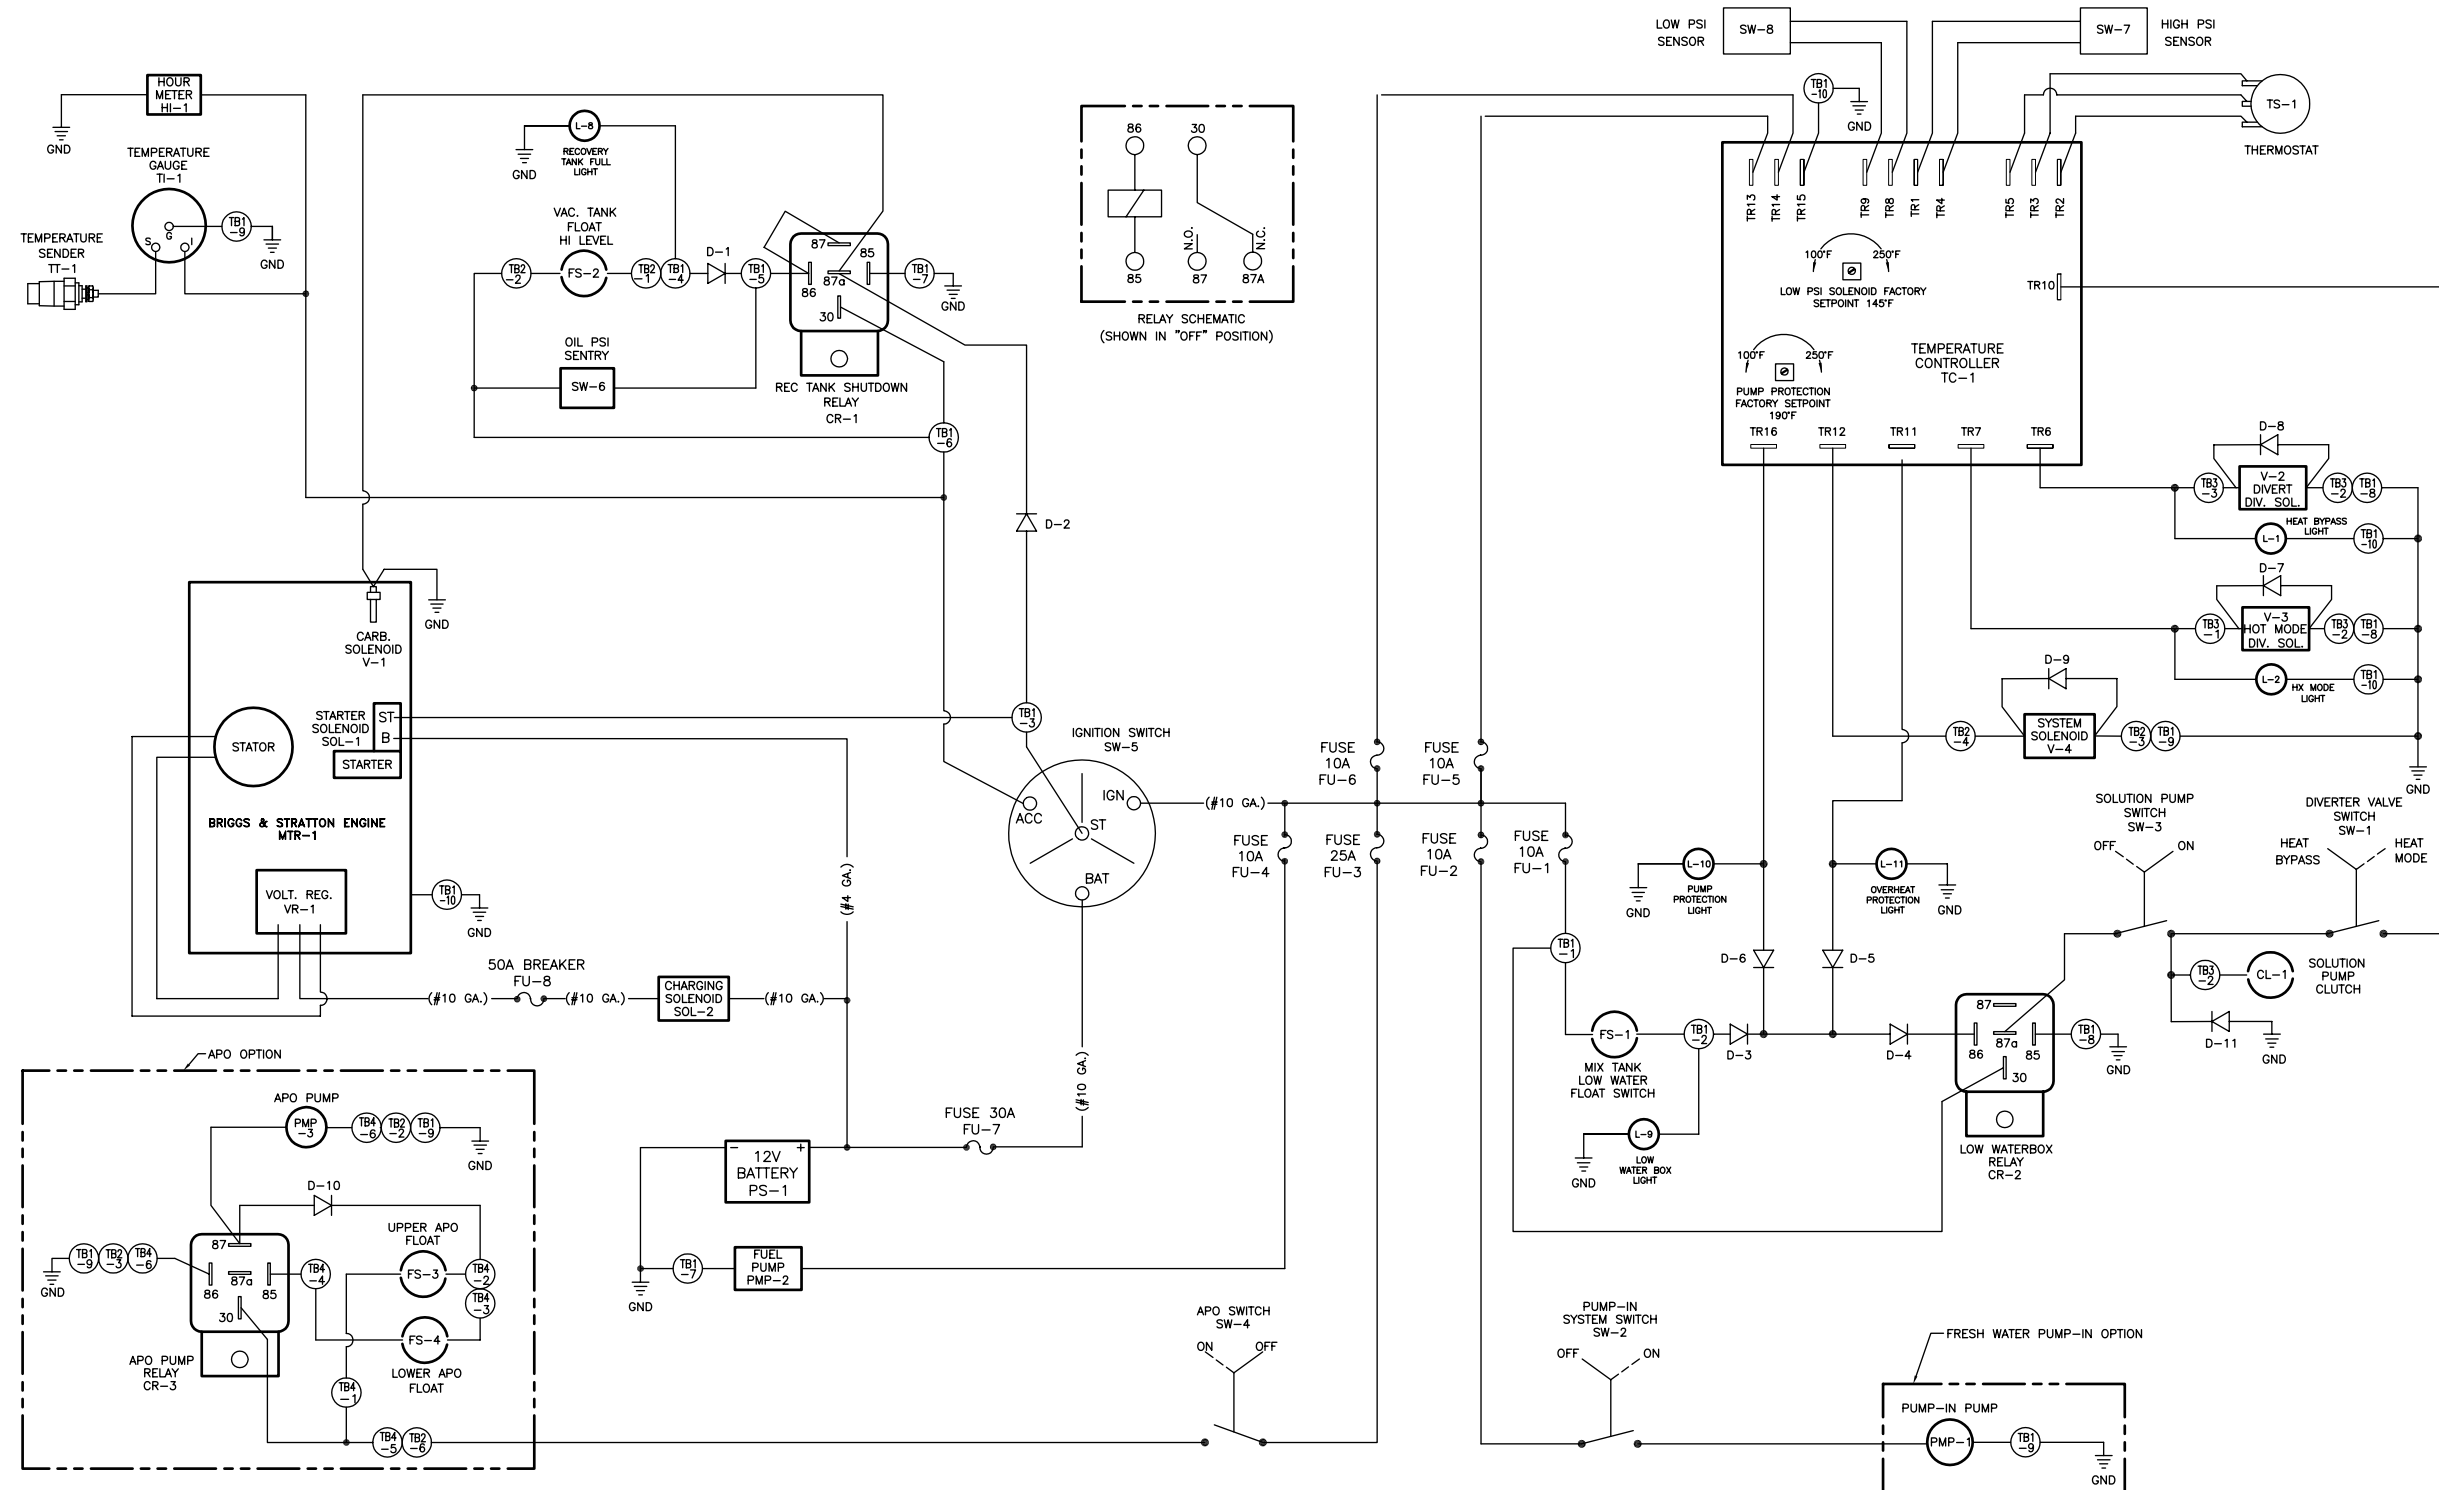 LOW PSI
SENSOR
SW-8
SW-7
HIGH PSI
SENSOR
HOUR
METER
HI-1
GND
TEMPERATURE
GAUGE
TI-1
S
G
I
TB1
-9
GND
TEMPERATURE
SENDER
TT-1
L-8
RECOVERY
TANK FULL
LIGHT
GND
VAC. TANK
FLOAT
HI LEVEL
TB2
-2
FS-2
TB2
-1
TB1
-4
D-1
TB1
-5
87
85
86
87a
30
TB1
-7
GND
OIL PSI
SENTRY
SW-6
REC TANK SHUTDOWN
RELAY
CR-1
TB1
-6
86
30
N.O.
N.C.
85
87
87A
RELAY SCHEMATIC
(SHOWN IN "OFF" POSITION)
TB1
-10
GND
TS-1
THERMOSTAT
TR13
TR14
TR15
TR9
TR8
TR1
TR4
TR5
TR3
TR2
100°F
250°F
LOW PSI SOLENOID FACTORY
SETPOINT 145°F
TR10
100°F
250°F
PUMP PROTECTION
FACTORY SETPOINT
190°F
TEMPERATURE
CONTROLLER
TC-1
TR16
TR12
TR11
TR7
TR6
D-8
TB3
-3
V-2
DIVERT
DIV. SOL.
TB3
-2
TB1
-8
HEAT BYPASS
LIGHT
L-1
TB1
-10
D-7
TB3
-1
V-3
HOT MODE
DIV. SOL.
TB3
-2
TB1
-8
L-2
HX MODE
LIGHT
TB1
-10
D-9
TB2
-4
SYSTEM
SOLENOID
V-4
TB2
-3
TB1
-9
GND
D-2
CARB.
SOLENOID
V-1
GND
STATOR
STARTER
SOLENOID
SOL-1
ST
B
STARTER
BRIGGS & STRATTON ENGINE
MTR-1
VOLT. REG.
VR-1
TB1
-10
GND
TB1
-3
IGNITION SWITCH
SW-5
ACC
IGN
ST
BAT
(#10 GA.)
(#4 GA.)
FUSE
10A
FU-6
FUSE
10A
FU-5
FUSE
10A
FU-4
FUSE
25A
FU-3
FUSE
10A
FU-2
FUSE
10A
FU-1
50A BREAKER
FU-8
(#10 GA.)
(#10 GA.)
CHARGING
SOLENOID
SOL-2
(#10 GA.)
(#10 GA.)
FUSE 30A
FU-7
-
+
12V
BATTERY
PS-1
TB1
-7
FUEL
PUMP
PMP-2
GND
SOLUTION PUMP
SWITCH
SW-3
OFF
ON
DIVERTER VALVE
SWITCH
SW-1
HEAT
BYPASS
HEAT
MODE
GND
L-10
PUMP
PROTECTION
LIGHT
L-11
OVERHEAT
PROTECTION
LIGHT
GND
TB1
-1
D-6
D-5
TB3
-2
CL-1
SOLUTION
PUMP
CLUTCH
D-11
GND
FS-1
MIX TANK
LOW WATER
FLOAT SWITCH
TB1
-2
D-3
D-4
87
86
87a
85
30
TB1
-8
GND
LOW WATERBOX
RELAY
CR-2
L-9
LOW
WATER BOX
LIGHT
GND
APO OPTION
APO PUMP
PMP
-3
TB4
-6
TB2
-2
TB1
-9
GND
D-10
UPPER APO
FLOAT
FS-3
TB4
-2
TB4
-3
FS-4
LOWER APO
FLOAT
TB1
-9
TB2
-3
TB4
-6
GND
87
86
87a
85
30
TB4
-4
APO PUMP
RELAY
CR-3
TB4
-1
TB4
-5
TB2
-6
APO SWITCH
SW-4
ON
OFF
PUMP-IN
SYSTEM SWITCH
SW-2
OFF
ON
FRESH WATER PUMP-IN OPTION
PUMP-IN PUMP
PMP-1
TB1
-9
GND